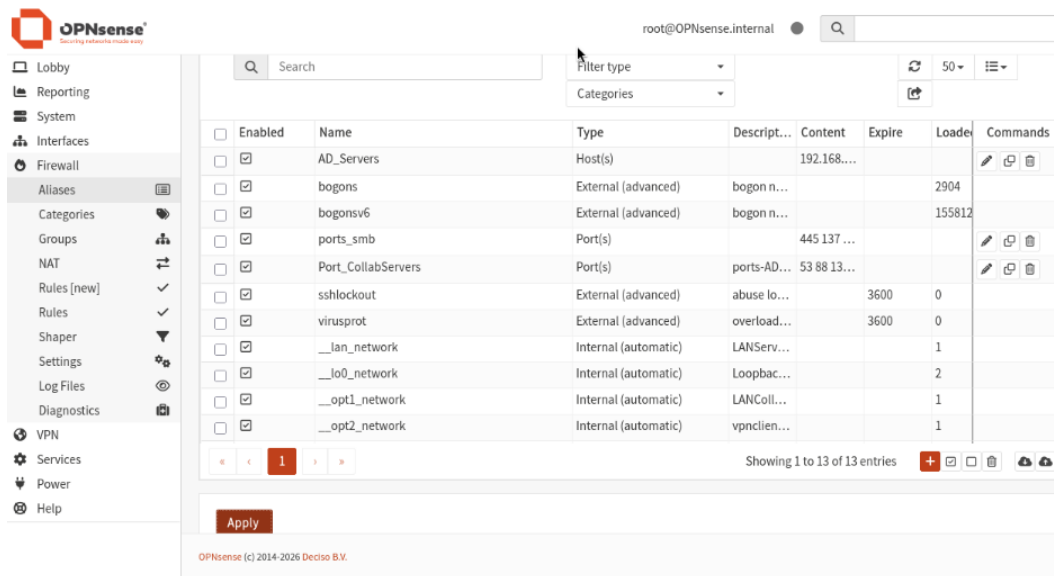 OPNsense
Securing networks made easy
root@OPNsense.internal
Lobby
Reporting
System
Interfaces
Firewall
Aliases
Categories
Groups
NAT
Rules [new]
Rules
Shaper
Settings
Log Files
Diagnostics
VPN
Services
Power
Help
Search
Filter type
50
Categories
Enabled Name Type Descript... Content Expire Loaded Commands
AD_Servers Host(s) 192.168....
bogons External (advanced) bogon n... 2904
bogonsv6 External (advanced) bogon n... 155812
ports_smb Port(s) 445 137 ...
Port_CollabServers Port(s) ports-AD... 53 88 13...
sshlockout External (advanced) abuse lo... 3600 0
virusprot External (advanced) overload... 3600 0
__lan_network Internal (automatic) LANServ... 1
__lo0_network Internal (automatic) Loopbac... 2
__opt1_network Internal (automatic) LANColl... 1
__opt2_network Internal (automatic) vpnclien... 1
« ‹ 1 › »
Showing 1 to 13 of 13 entries
Apply
OPNsense (c) 2014-2026 Deciso B.V.